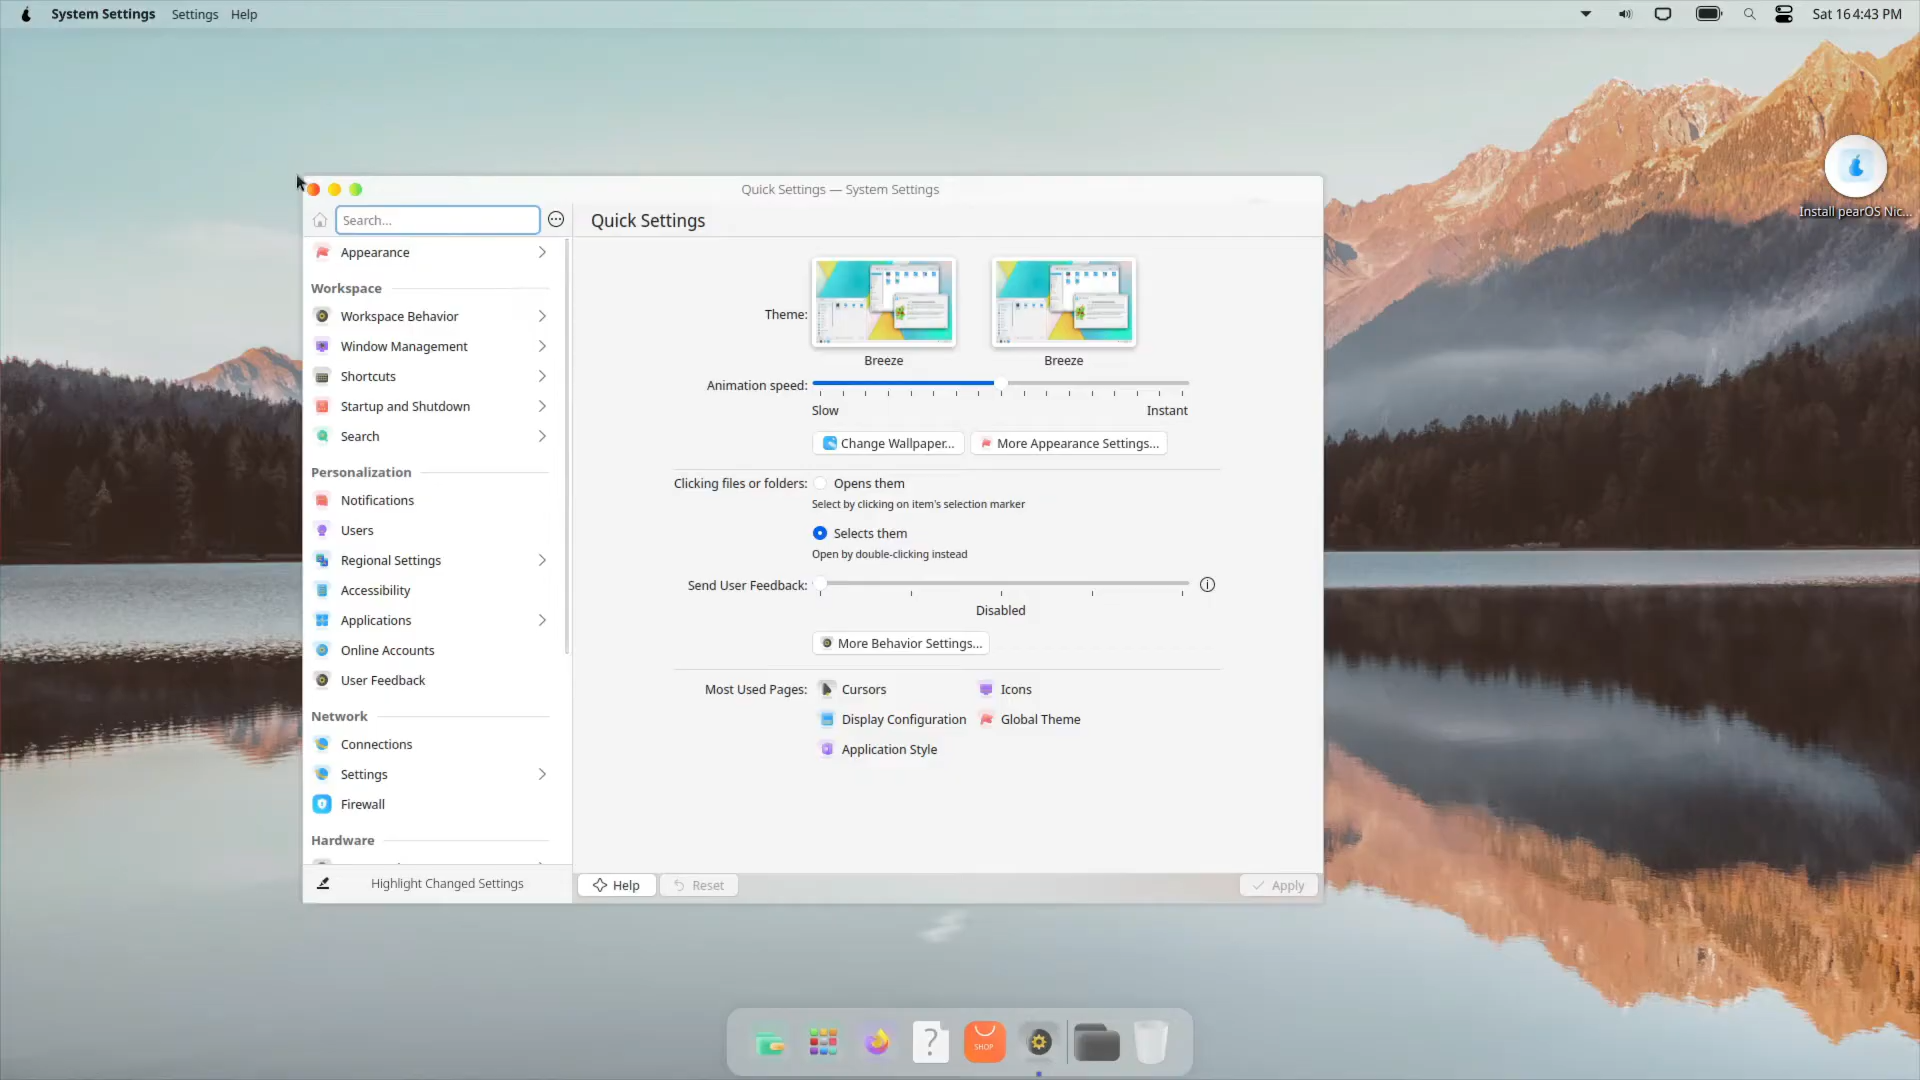 System Settings Settings Help
Sat 16 4:43 PM
Install pearOS Nic...
Quick Settings — System Settings
Search...
Quick Settings
Appearance
Workspace
Workspace Behavior
Window Management
Shortcuts
Startup and Shutdown
Search
Personalization
Notifications
Users
Regional Settings
Accessibility
Applications
Online Accounts
User Feedback
Network
Connections
Settings
Firewall
Hardware
Highlight Changed Settings
Theme:
Breeze Breeze
Animation speed:
Slow Instant
Change Wallpaper... More Appearance Settings...
Clicking files or folders: Opens them
Select by clicking on item's selection marker
Selects them
Open by double-clicking instead
Send User Feedback:
Disabled
More Behavior Settings...
Most Used Pages: Cursors Icons
Display Configuration Global Theme
Application Style
Help Reset Apply
?
SHOP